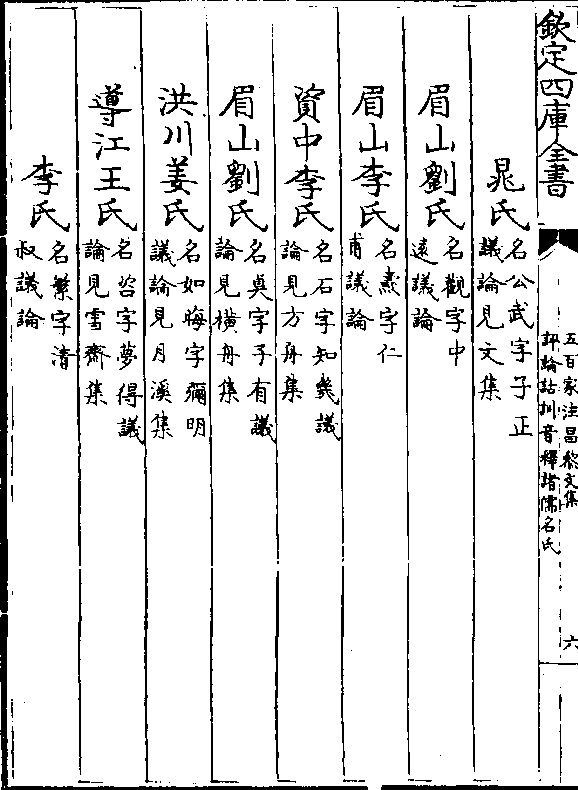 欽定四庫全書
五百家注昌黎文集
評論詁訓音釋諸儒名氏
六
晁氏
名公武字子正
議論見文集
眉山劉氏
名觀字中
遠議論
眉山李氏
名燾字仁
甫議論
資中李氏
名石字知幾議
論見方舟集
眉山劉氏
名奭字子有議
論見橫舟集
洪川姜氏
名如晦字彌明
議論見月溪集
導江王氏
名咨字夢得議
論見雪齋集
李氏
名繁字清
叔議論